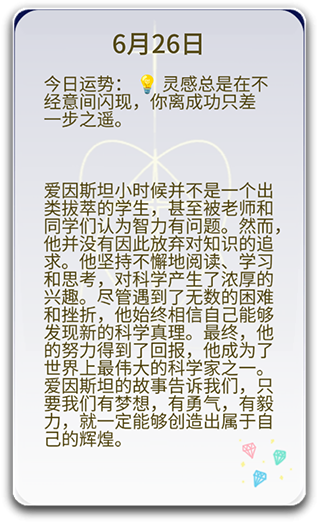 6月26日
今日运势： 💡 灵感总是在不
经意间闪现，你离成功只差
一步之遥。
爱因斯坦小时候并不是一个出
类拔萃的学生，甚至被老师和
同学们认为智力有问题。然而，
他并没有因此放弃对知识的追
求。他坚持不懈地阅读、学习
和思考，对科学产生了浓厚的
兴趣。尽管遇到了无数的困难
和挫折，他始终相信自己能够
发现新的科学真理。最终，他
的努力得到了回报，他成为了
世界上最伟大的科学家之一。
爱因斯坦的故事告诉我们，只
要我们有梦想，有勇气，有毅
力，就一定能够创造出属于自
己的辉煌。